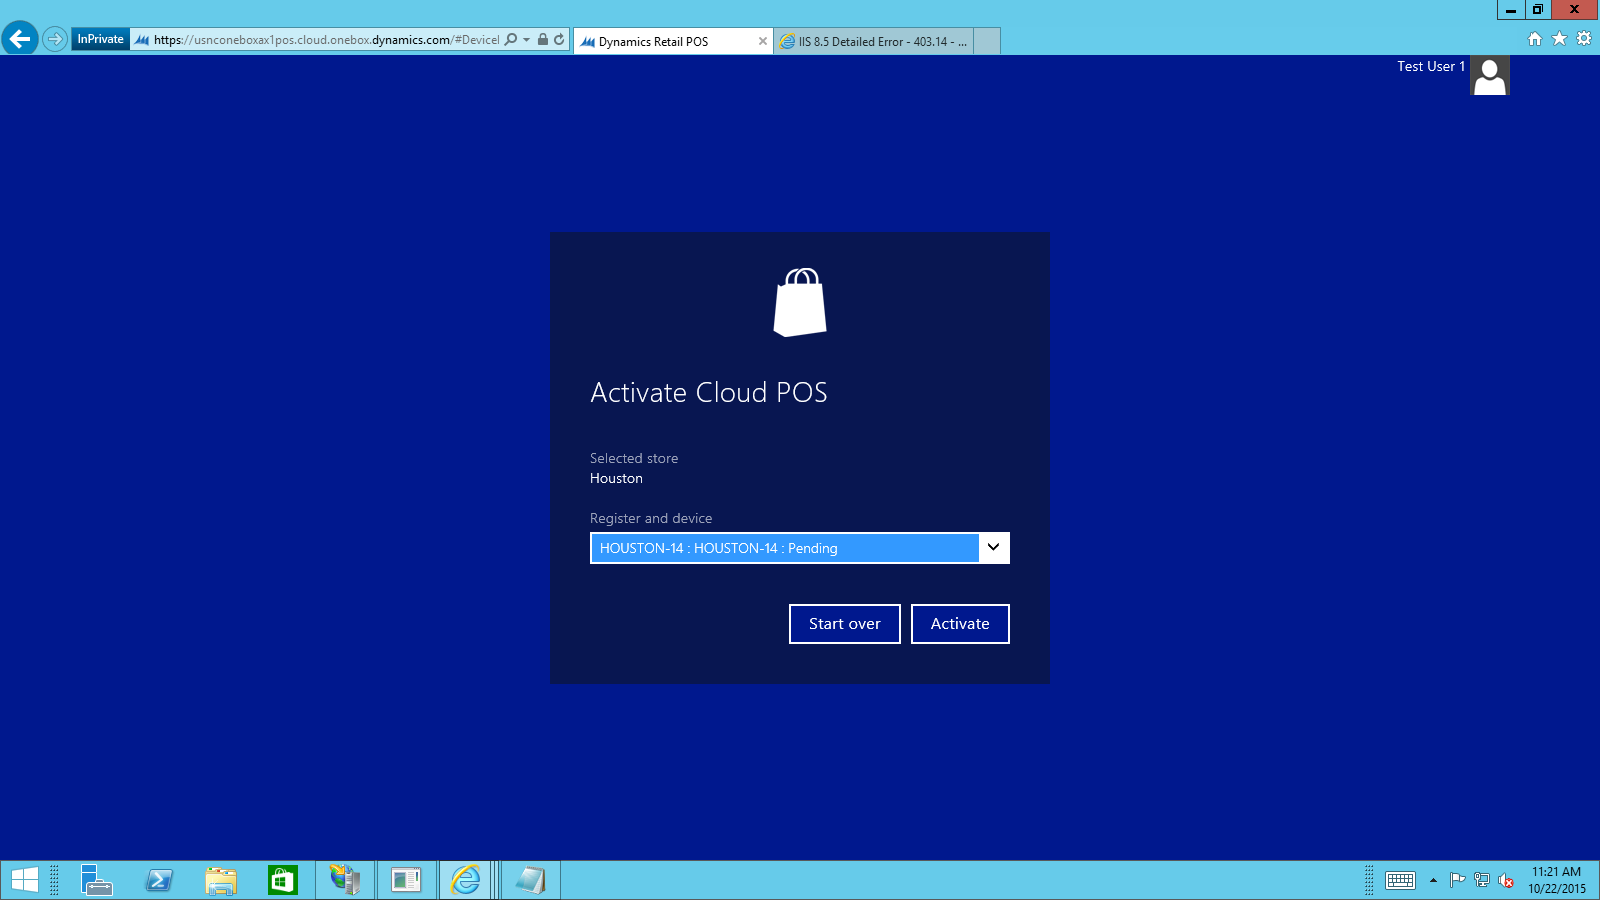 InPrivate
https://usnconeboxax1pos.cloud.onebox.dynamics.com/#DeviceI
Dynamics Retail POS
IIS 8.5 Detailed Error - 403.14 - ...
Test User 1
Activate Cloud POS
Selected store
Houston
Register and device
HOUSTON-14 : HOUSTON-14 : Pending
Start over
Activate
11:21 AM
10/22/2015